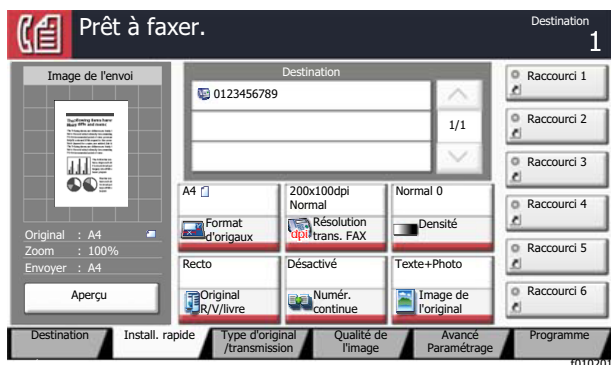 Prêt à faxer.
Destination
1
Image de l'envoi
Original : A4
Zoom : 100%
Envoyer : A4
Aperçu
Destination
0123456789
1/1
A4
Format
d'origaux
200x100dpi
Normal
dpi
Résolution
trans. FAX
Normal 0
Densité
Recto
Original
R/V/livre
Désactivé
Numér.
continue
Texte+Photo
Image de
l'original
Raccourci 1
Raccourci 2
Raccourci 3
Raccourci 4
Raccourci 5
Raccourci 6
Destination
Install. rapide
Type d'original
/transmission
Qualité de
l'image
Avancé
Paramétrage
Programme